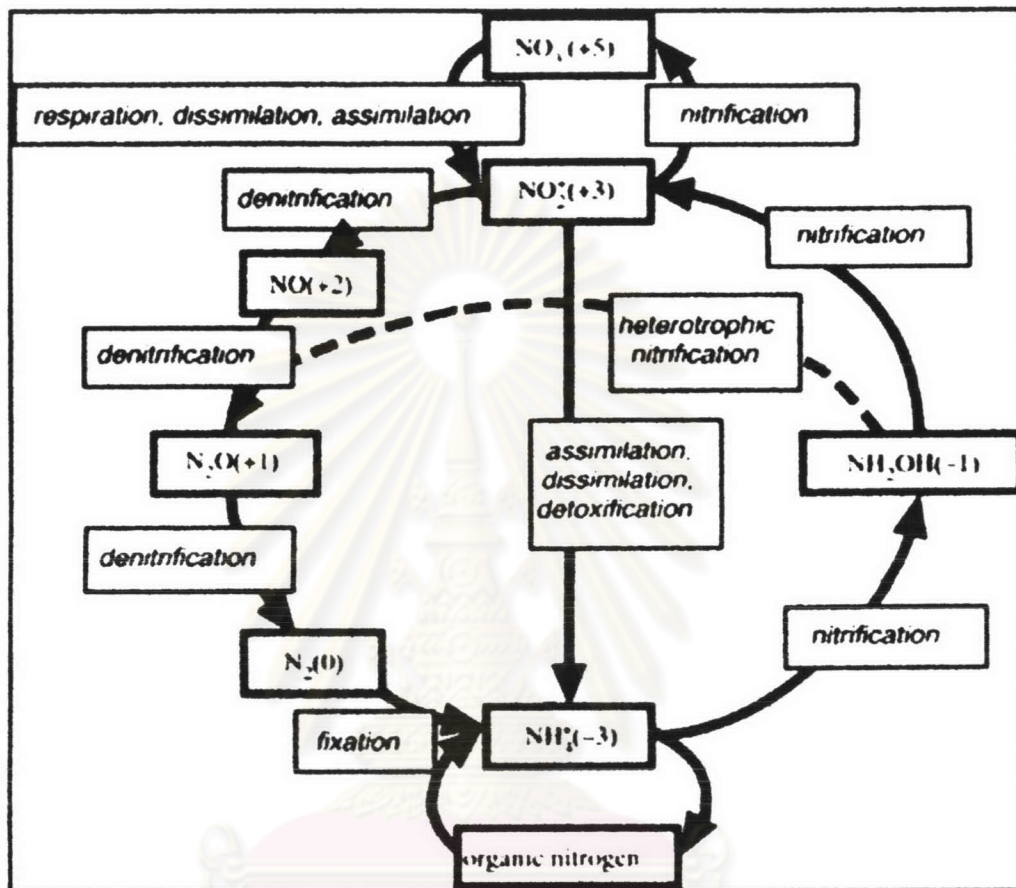 NO₃(+5)
respiration, dissimilation, assimilation
nitrification
denitrification
NO₂(+3)
nitrification
NO(+2)
heterotrophic
nitrification
denitrification
N₂O(+1)
assimilation,
dissimilation,
detoxification
NH₂OH(-1)
denitrification
nitrification
N₂(0)
fixation
NH₄⁺(-3)
organic nitrogen